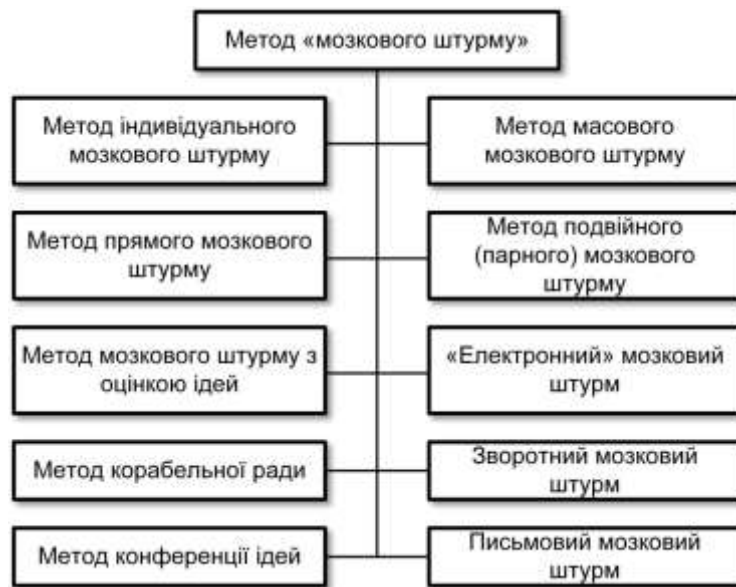 Метод «мозкового штурму»
Метод індивідуального
мозкового штурму
Метод масового
мозкового штурму
Метод прямого мозкового
штурму
Метод подвійного
(парного) мозкового
штурму
Метод мозкового штурму з
оцінкою ідей
«Електронний» мозковий
штурм
Метод корабельної ради
Зворотний мозковий
штурм
Метод конференції ідей
Письмовий мозковий
штурм